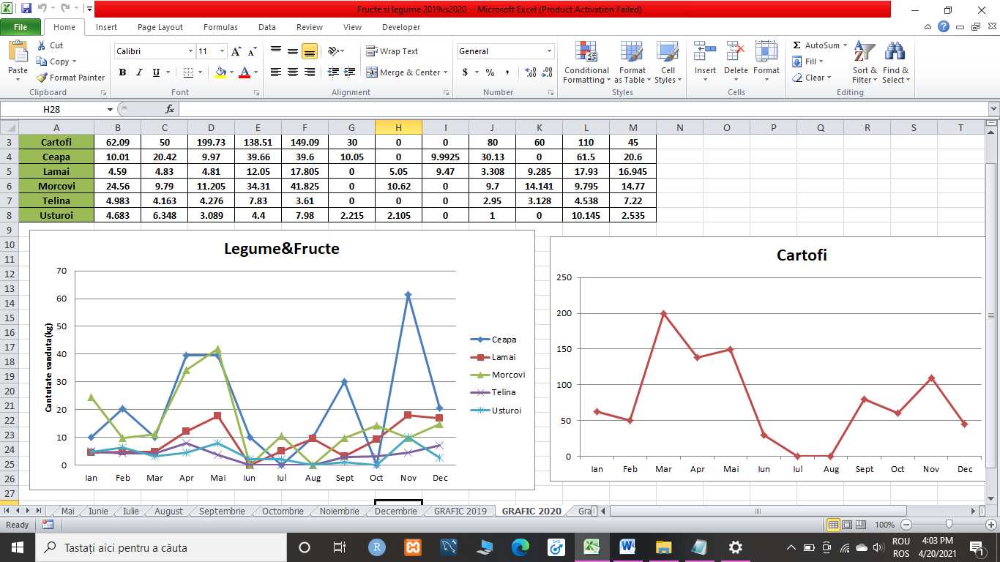 Fructe si legume 2019vs2020 - Microsoft Excel (Product Activation Failed)
File Home Insert Page Layout Formulas Data Review View Developer
Paste Cut Copy Format Painter Clipboard
Calibri 11 B I U Font
Wrap Text Merge & Center Alignment
General $ % , Number
Conditional Formatting Format as Table Cell Styles Styles
Insert Delete Format Cells
AutoSum Fill Clear Sort & Filter Find & Select Editing
H28 fx
A B C D E F G H I J K L M N O P Q R S T
3 Cartofi 62.09 50 199.73 138.51 149.09 30 0 0 80 60 110 45
4 Ceapa 10.01 20.42 9.97 39.66 39.6 10.05 0 9.9925 30.13 0 61.5 20.6
5 Lamai 4.59 4.83 4.81 12.05 17.805 0 5.05 9.47 3.308 9.285 17.93 16.945
6 Morcovi 24.56 9.79 11.205 34.31 41.825 0 10.62 0 9.7 14.141 9.795 14.77
7 Telina 4.983 4.163 4.276 7.83 3.61 0 0 0 2.95 3.128 4.538 7.22
8 Usturoi 4.683 6.348 3.089 4.4 7.98 2.215 2.105 0 1 0 10.145 2.535
9
10
11
12
13
14
15
16
17
18
19
20
21
22
23
24
25
26
27
Legume&Fructe
Cantutate vanduta(kg)
70
60
50
40
30
20
10
0
Ian Feb Mar Apr Mai Iun Iul Aug Sept Oct Nov Dec
Ceapa
Lamai
Morcovi
Telina
Usturoi
Cartofi
250
200
150
100
50
0
Ian Feb Mar Apr Mai Iun Iul Aug Sept Oct Nov Dec
Mai Iunie Iulie August Septembrie Octombrie Noiembrie Decembrie GRAFIC 2019 GRAFIC 2020 Gra
Ready 100%
Tastați aici pentru a căuta
R
SAS
W
ROU
ROS
4:03 PM
4/20/2021
1